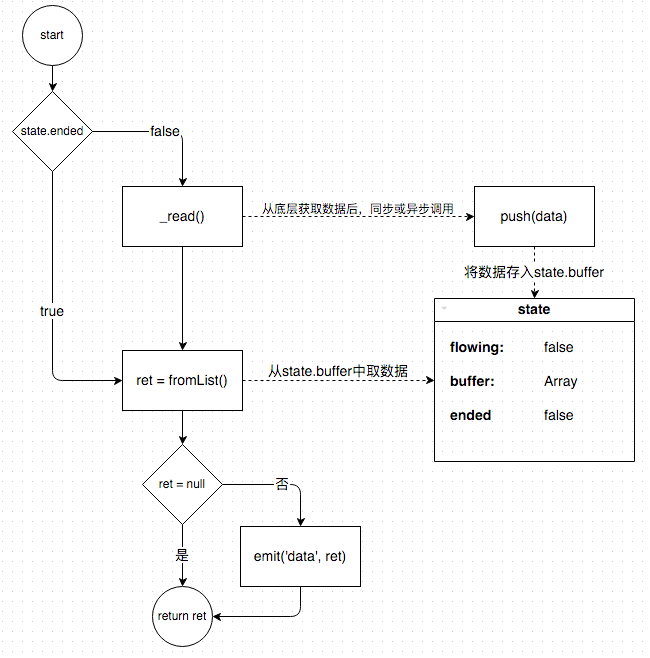 start
state.ended
false
_read()
从底层获取数据后，同步或异步调用
push(data)
将数据存入state.buffer
state
flowing: false
buffer: Array
ended false
true
ret = fromList()
从state.buffer中取数据
ret = null
否
emit('data', ret)
是
return ret